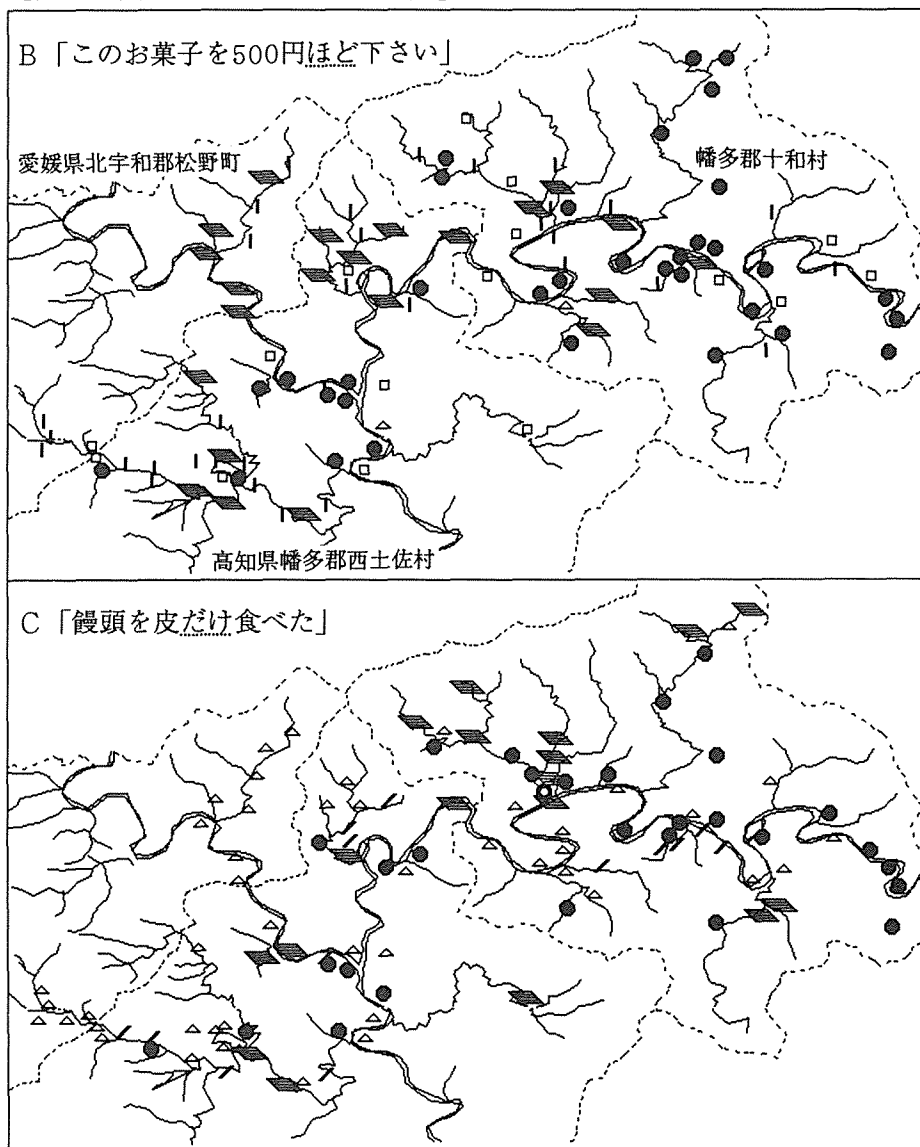 B「このお菓子を500円ほど下さい」
愛媛県北宇和郡松野町
幡多郡十和村
高知県幡多郡西土佐村
C「饅頭を皮だけ食べた」